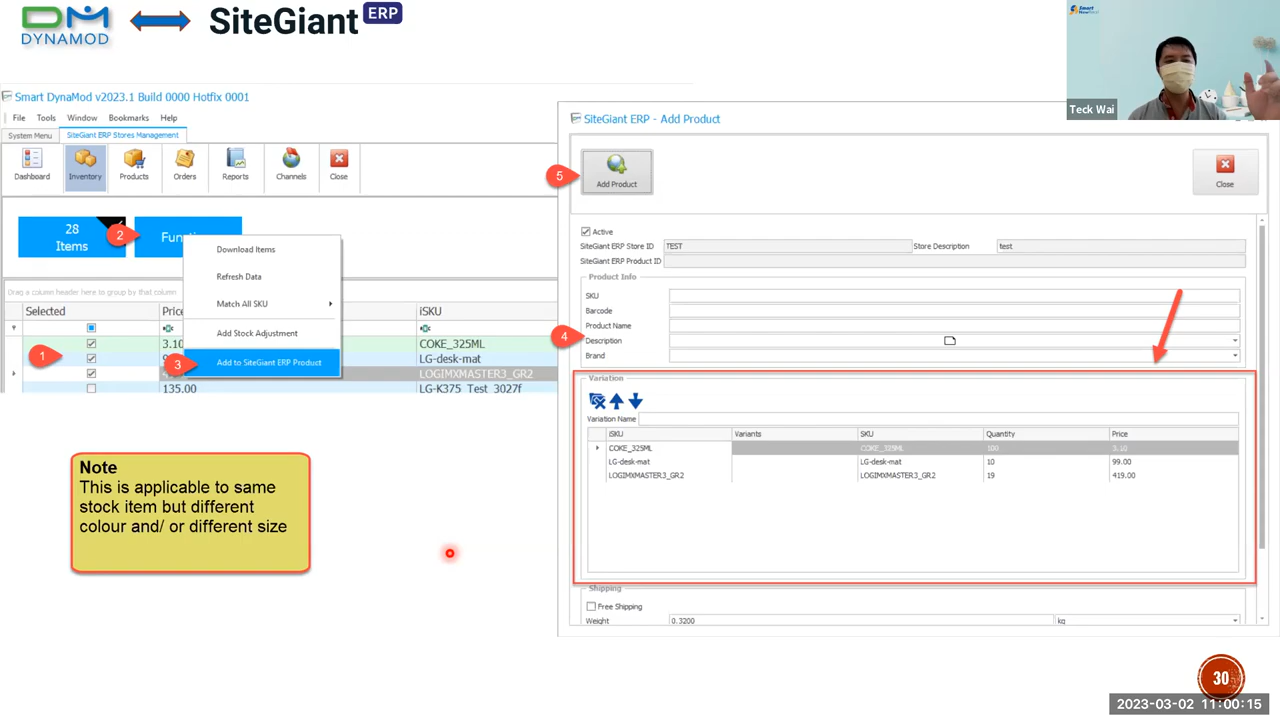 DYNAMOD
SiteGiant ERP
Smart
Teck Wai
Smart DynaMod v2023.1 Build 0000 Hotfix 0001
File Tools Window Bookmarks Help
System Menu SiteGiant ERP Stores Management
Dashboard Inventory Products Orders Reports Channels Close
28
Items
2
Download Items
Refresh Data
Match All SKU
Add Stock Adjustment
3
Add to SiteGiant ERP Product
Drag a column header here to group by that column
Selected Price iSKU
3.10 COKE_325ML
1
LG-desk-mat
LOGIMXMASTER3_GR2
135.00 LG-K375_Test_3027f
Note
This is applicable to same
stock item but different
colour and/ or different size
SiteGiant ERP - Add Product
5
Add Product
Close
Active
SiteGiant ERP Store ID TEST Store Description test
SiteGiant ERP Product ID
Product Info
SKU
Barcode
Product Name
4
Description
Brand
Variation
Variation Name
iSKU Variants SKU Quantity Price
COKE_325ML COKE_325ML 100 3.10
LG-desk-mat LG-desk-mat 10 99.00
LOGIMXMASTER3_GR2 LOGIMXMASTER3_GR2 19 419.00
Shipping
Free Shipping
Weight 0.3200 kg
30
2023-03-02 11:00:15